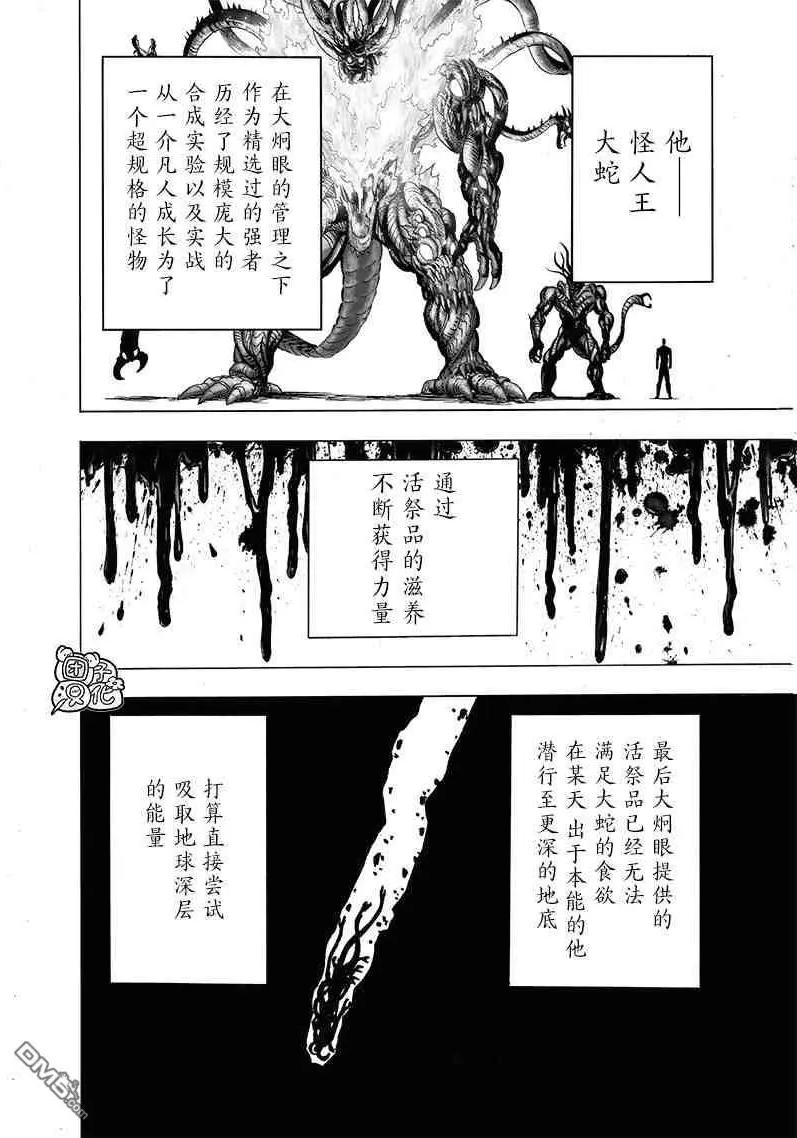 他——
怪人王
大蛇
在大炯眼的管理之下
作为精选过的强者
历经了规模庞大的
合成实验以及实战
从一介凡人成长为了
一个超规格的怪物
通过
活祭品的滋养
不断获得力量
最后大炯眼提供的
活祭品已经无法
满足大蛇的食欲
在某天 出于本能的他
潜行至更深的地底
打算直接尝试
吸取地球深层
的能量
团子
汉化
DM5
.com